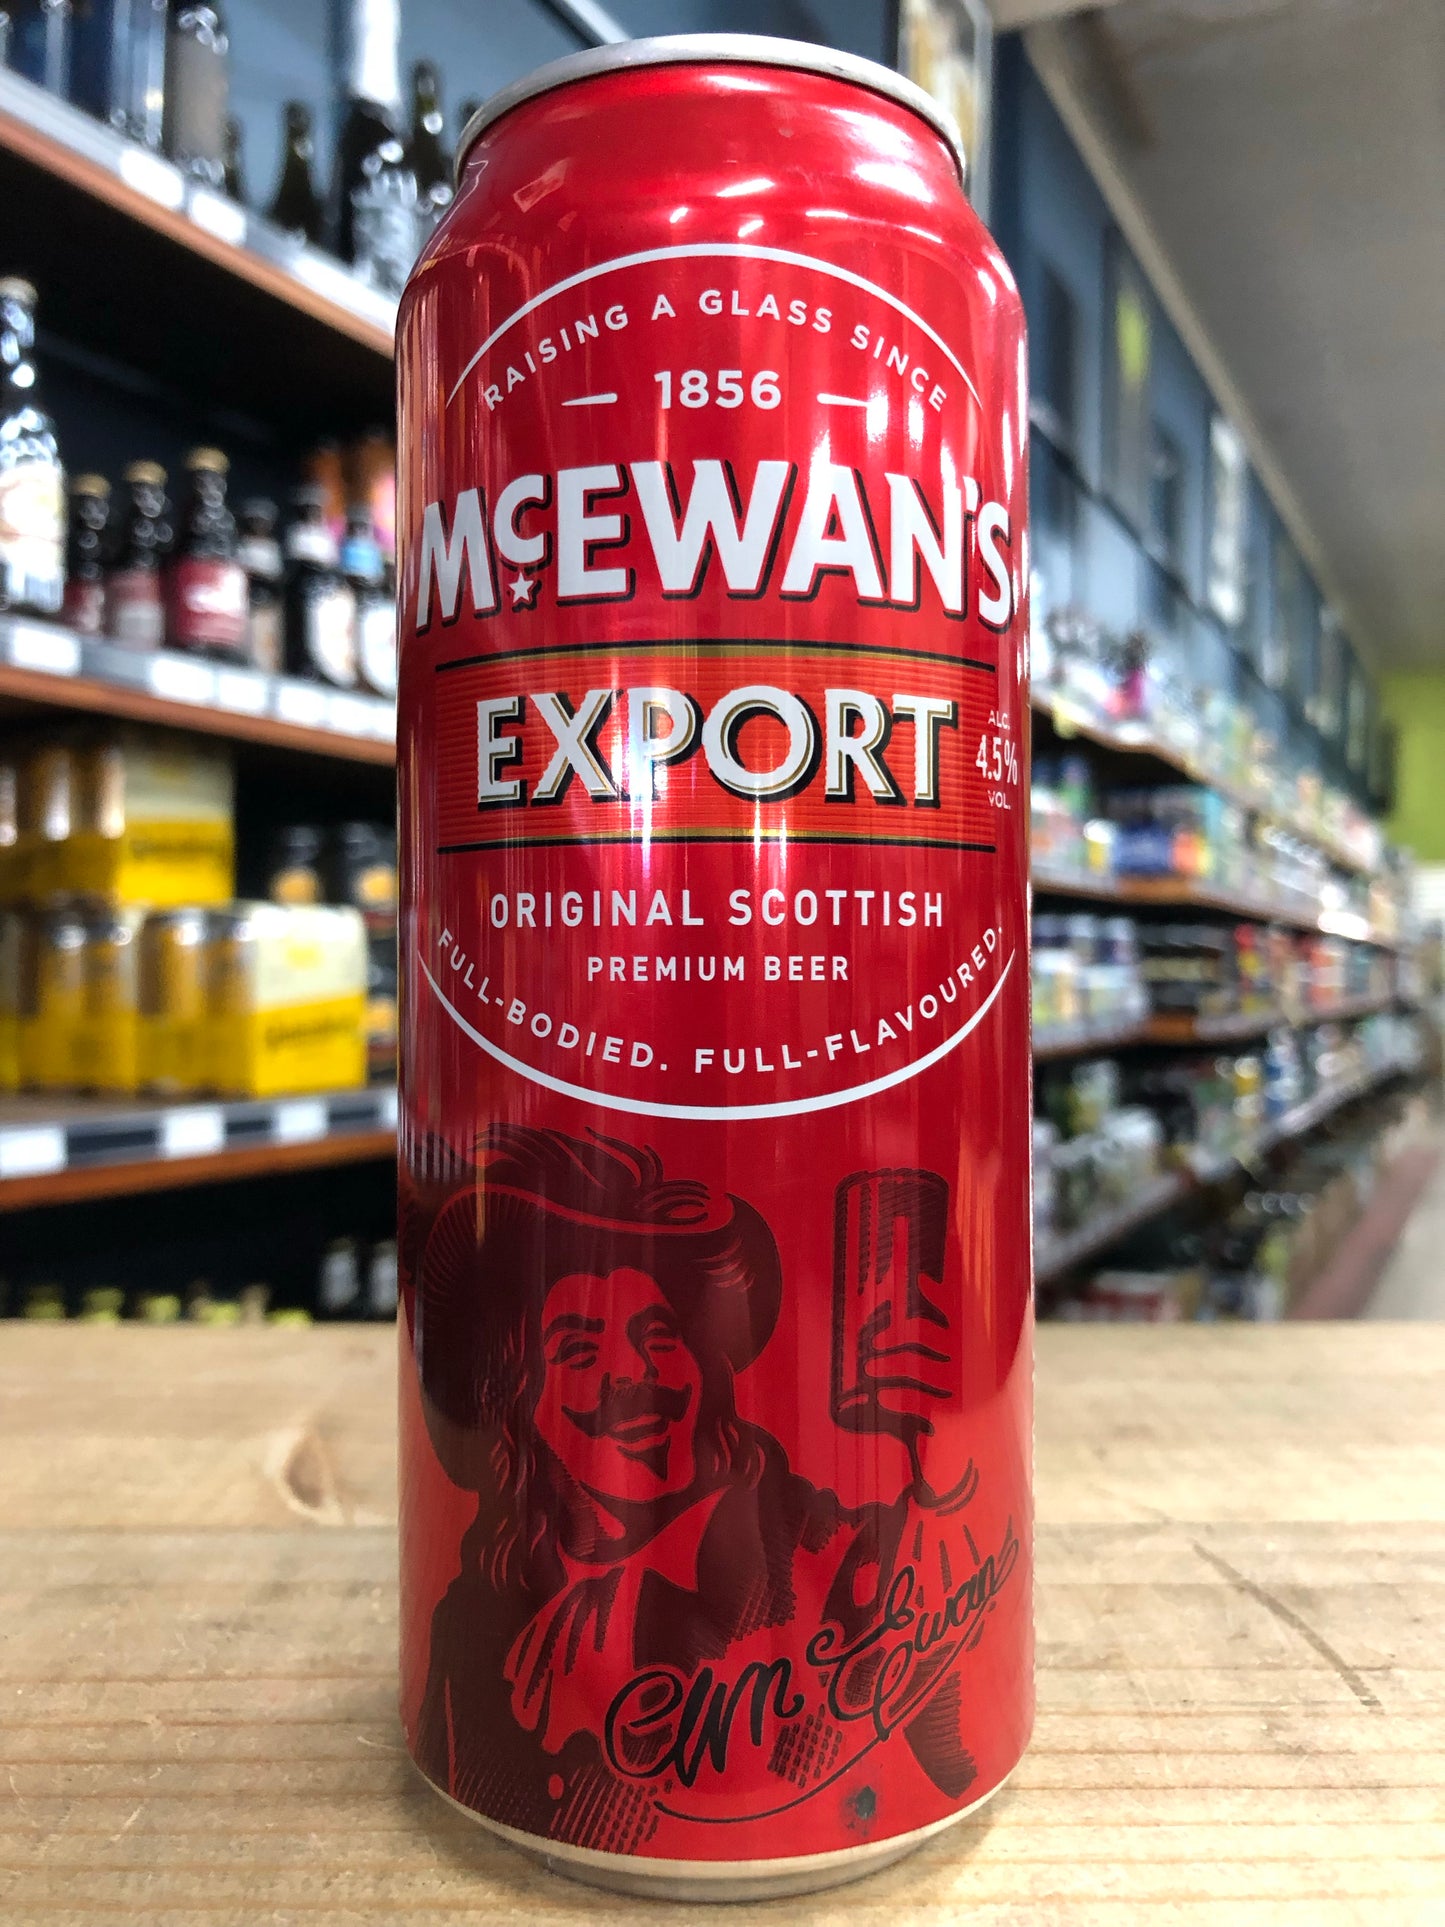 RAISING A GLASS SINCE
1856
McEWAN'S
EXPORT
ALC.
4.5%
VOL.
ORIGINAL SCOTTISH
PREMIUM BEER
FULL-BODIED. FULL-FLAVOURED.